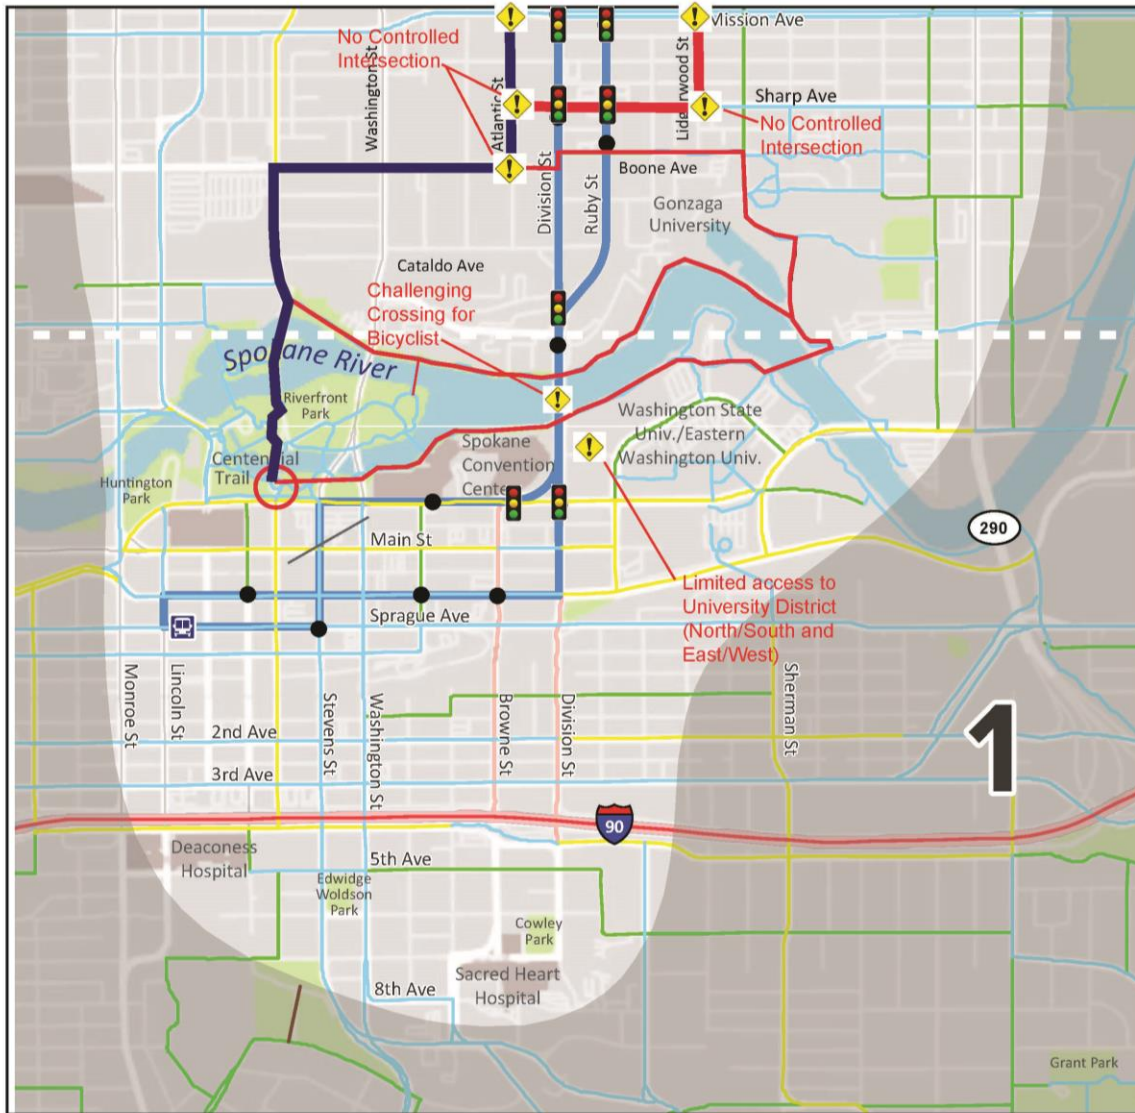 Mission Ave
No Controlled
Intersection
Washington St
Atlantic St
Lidgerwood St
Sharp Ave
No Controlled
Intersection
Division St
Ruby St
Boone Ave
Gonzaga
University
Cataldo Ave
Challenging
Crossing for
Bicyclist
Spokane River
Riverfront
Park
Washington State
Univ./Eastern
Washington Univ.
Spokane
Convention
Center
Centennial
Trail
Huntington
Park
290
Main St
Limited access to
University District
(North/South and
East/West)
Sprague Ave
Monroe St
Lincoln St
Stevens St
Washington St
Browne St
Division St
Sherman St
1
2nd Ave
3rd Ave
90
Deaconess
Hospital
5th Ave
Edwidge
Woldson
Park
Cowley
Park
Sacred Heart
Hospital
8th Ave
Grant Park